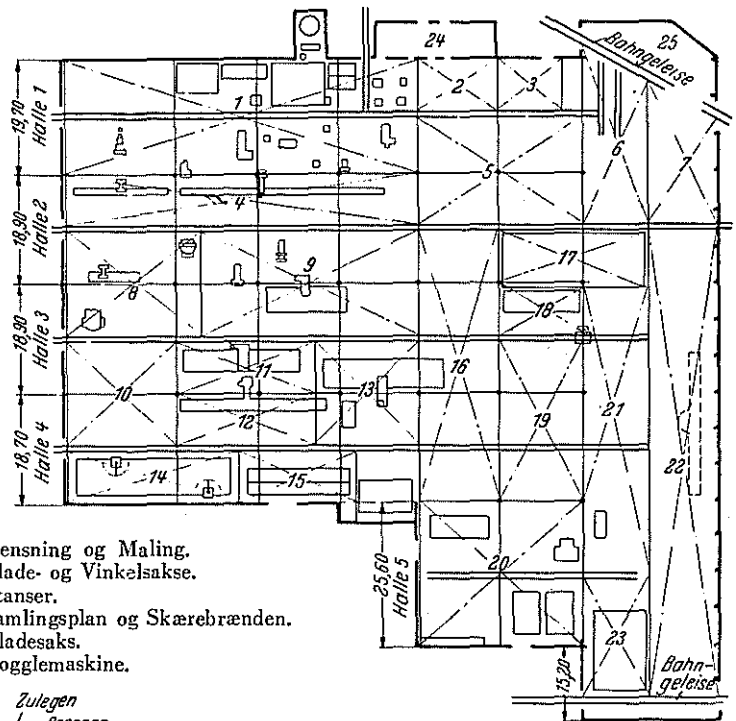 24
25
Bahngeleise
1
2
3
19,70
Halle 1
5
6
7
4
18,90
Halle 2
17
9
8
18
18,90
Halle 3
11
16
10
13
12
19
21
18,70
Halle 4
22
14
15
25,60
Halle 5
20
23
Bahn-
geleise
15,20
ensning og Maling.
lade- og Vinkelsakse.
anser.
amlingsplan og Skærebrænden.
ladesaks.
ogglemaskine.
Zulegen